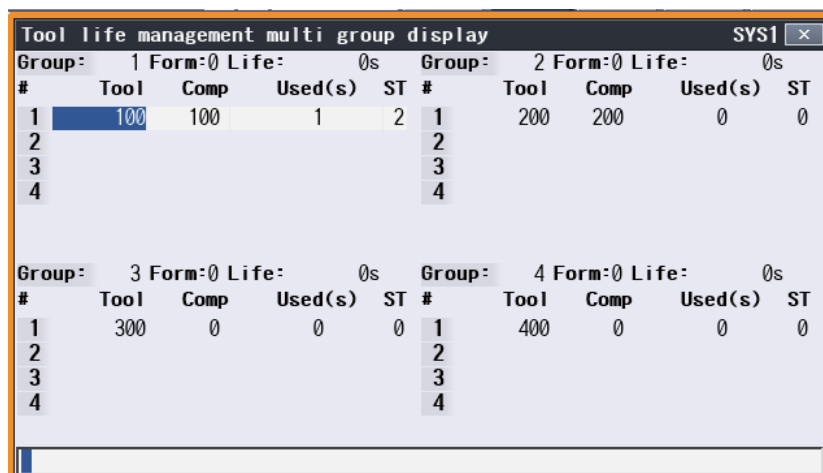 Tool life management multi group display SYS1 ×
Group: 1 Form:0 Life: 0s Group: 2 Form:0 Life: 0s
# Tool Comp Used(s) ST # Tool Comp Used(s) ST
1 100 100 1 2 1 200 200 0 0
2 2
3 3
4 4
Group: 3 Form:0 Life: 0s Group: 4 Form:0 Life: 0s
# Tool Comp Used(s) ST # Tool Comp Used(s) ST
1 300 0 0 0 1 400 0 0 0
2 2
3 3
4 4